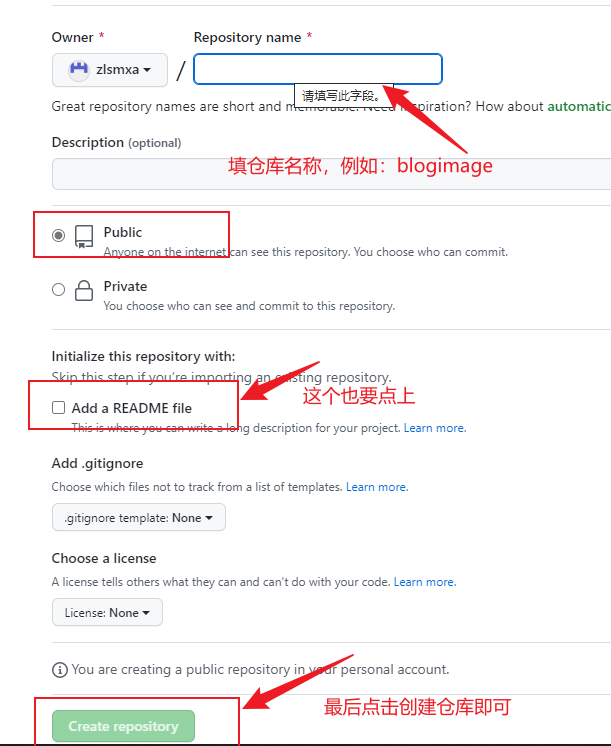 Owner * Repository name *
zlsmxa /
请填写此字段。
Great repository names are short and memorable. Need inspiration? How about automatic
Description (optional)
填仓库名称，例如：blogimage
Public
Anyone on the internet can see this repository. You choose who can commit.
Private
You choose who can see and commit to this repository.
Initialize this repository with:
Skip this step if you're importing an existing repository.
这个也要点上
Add a README file
This is where you can write a long description for your project. Learn more.
Add .gitignore
Choose which files not to track from a list of templates. Learn more.
.gitignore template: None
Choose a license
A license tells others what they can and can't do with your code. Learn more.
License: None
You are creating a public repository in your personal account.
最后点击创建仓库即可
Create repository